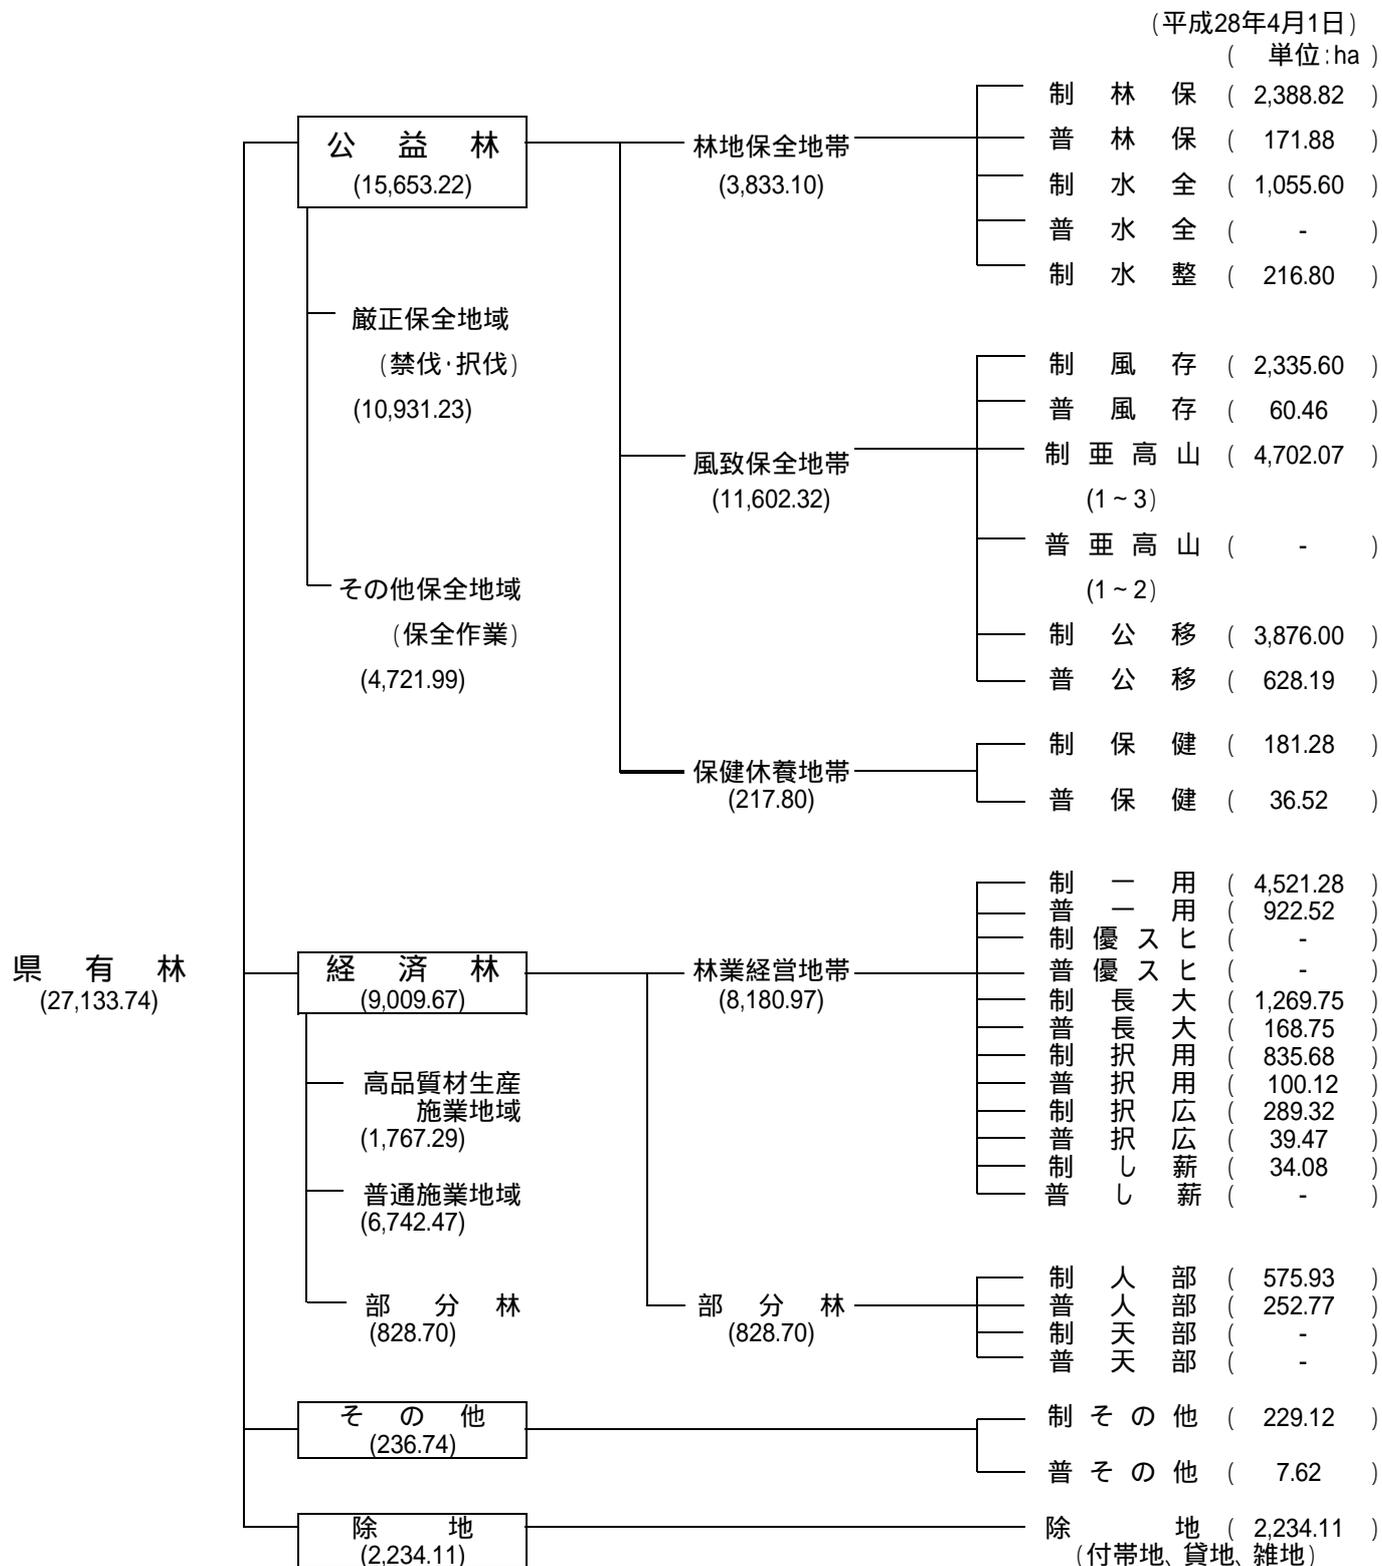 (平成28年4月1日)
( 単位:ha )
制 林 保 ( 2,388.82 )
公 益 林
(15,653.22)
林地保全地帯
(3,833.10)
普 林 保 ( 171.88 )
制 水 全 ( 1,055.60 )
普 水 全 ( - )
制 水 整 ( 216.80 )
厳正保全地域
(禁伐・択伐)
(10,931.23)
その他保全地域
(保全作業)
(4,721.99)
風致保全地帯
(11,602.32)
制 風 存 ( 2,335.60 )
普 風 存 ( 60.46 )
制 亜 高 山 ( 4,702.07 )
(1~3)
普 亜 高 山 ( - )
(1~2)
制 公 移 ( 3,876.00 )
普 公 移 ( 628.19 )
保健休養地帯
(217.80)
制 保 健 ( 181.28 )
普 保 健 ( 36.52 )
県 有 林
(27,133.74)
経 済 林
(9,009.67)
高品質材生産
施業地域
(1,767.29)
普通施業地域
(6,742.47)
部 分 林
(828.70)
林業経営地帯
(8,180.97)
制 一 用 ( 4,521.28 )
普 一 用 ( 922.52 )
制 優 ス ヒ ( - )
普 優 ス ヒ ( - )
制 長 大 ( 1,269.75 )
普 長 大 ( 168.75 )
制 択 用 ( 835.68 )
普 択 用 ( 100.12 )
制 択 広 ( 289.32 )
普 択 広 ( 39.47 )
制 し 薪 ( 34.08 )
普 し 薪 ( - )
部 分 林
(828.70)
制 人 部 ( 575.93 )
普 人 部 ( 252.77 )
制 天 部 ( - )
普 天 部 ( - )
そ の 他
(236.74)
制 そ の 他 ( 229.12 )
普 そ の 他 ( 7.62 )
除 地
(2,234.11)
除 地 ( 2,234.11 )
(付帯地、貸地、雑地)